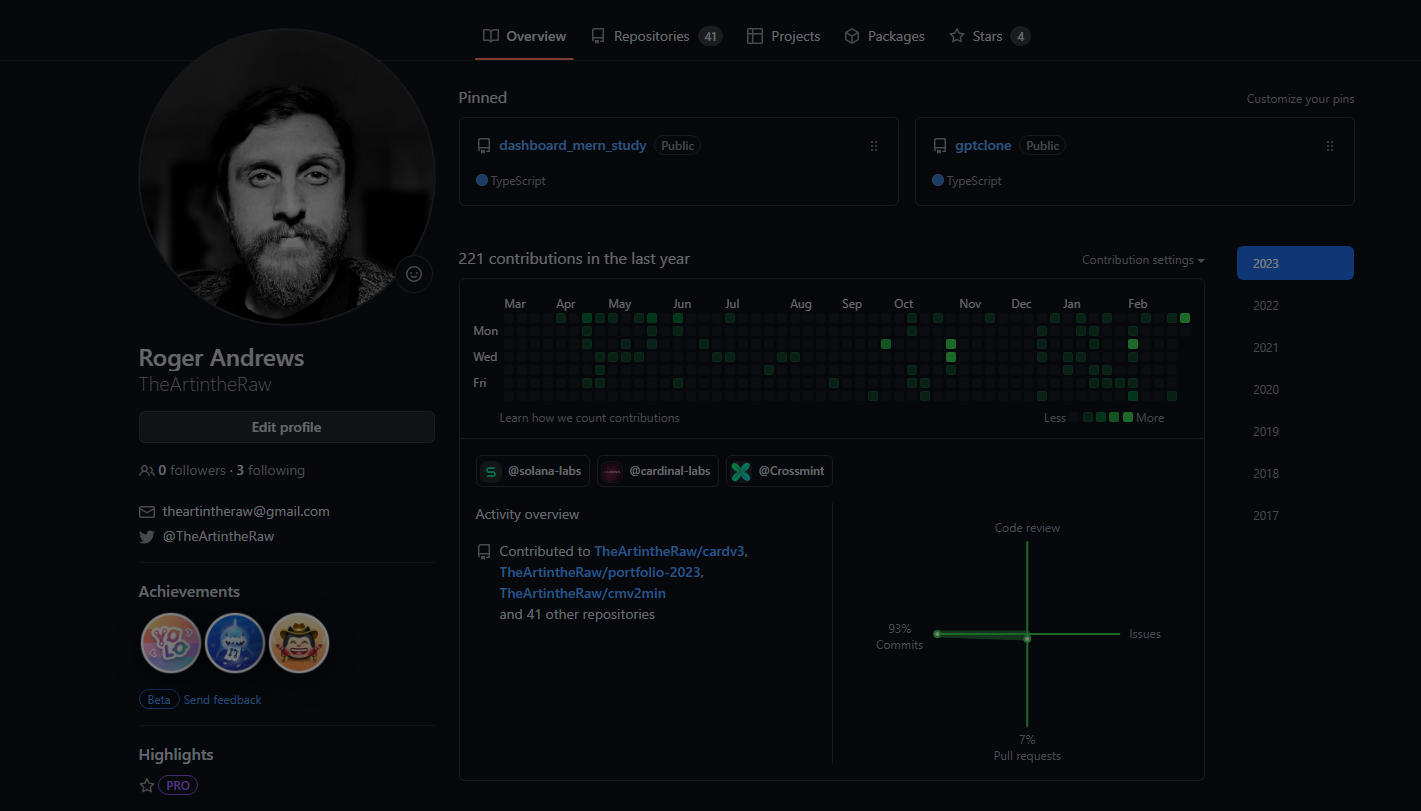 Overview
Repositories 41
Projects
Packages
Stars 4
Roger Andrews
TheArtintheRaw
Edit profile
0 followers · 3 following
theartintheraw@gmail.com
@TheArtintheRaw
Achievements
YOLO
Beta Send feedback
Highlights
PRO
Pinned
Customize your pins
dashboard_mern_study Public
TypeScript
gptclone Public
TypeScript
221 contributions in the last year
Contribution settings
Mar Apr May Jun Jul Aug Sep Oct Nov Dec Jan Feb
Mon
Wed
Fri
Learn how we count contributions
Less More
@solana-labs
@cardinal-labs
@Crossmint
Activity overview
Contributed to TheArtintheRaw/cardv3,
TheArtintheRaw/portfolio-2023,
TheArtintheRaw/cmv2min
and 41 other repositories
Code review
93%
Commits
Issues
7%
Pull requests
2023
2022
2021
2020
2019
2018
2017